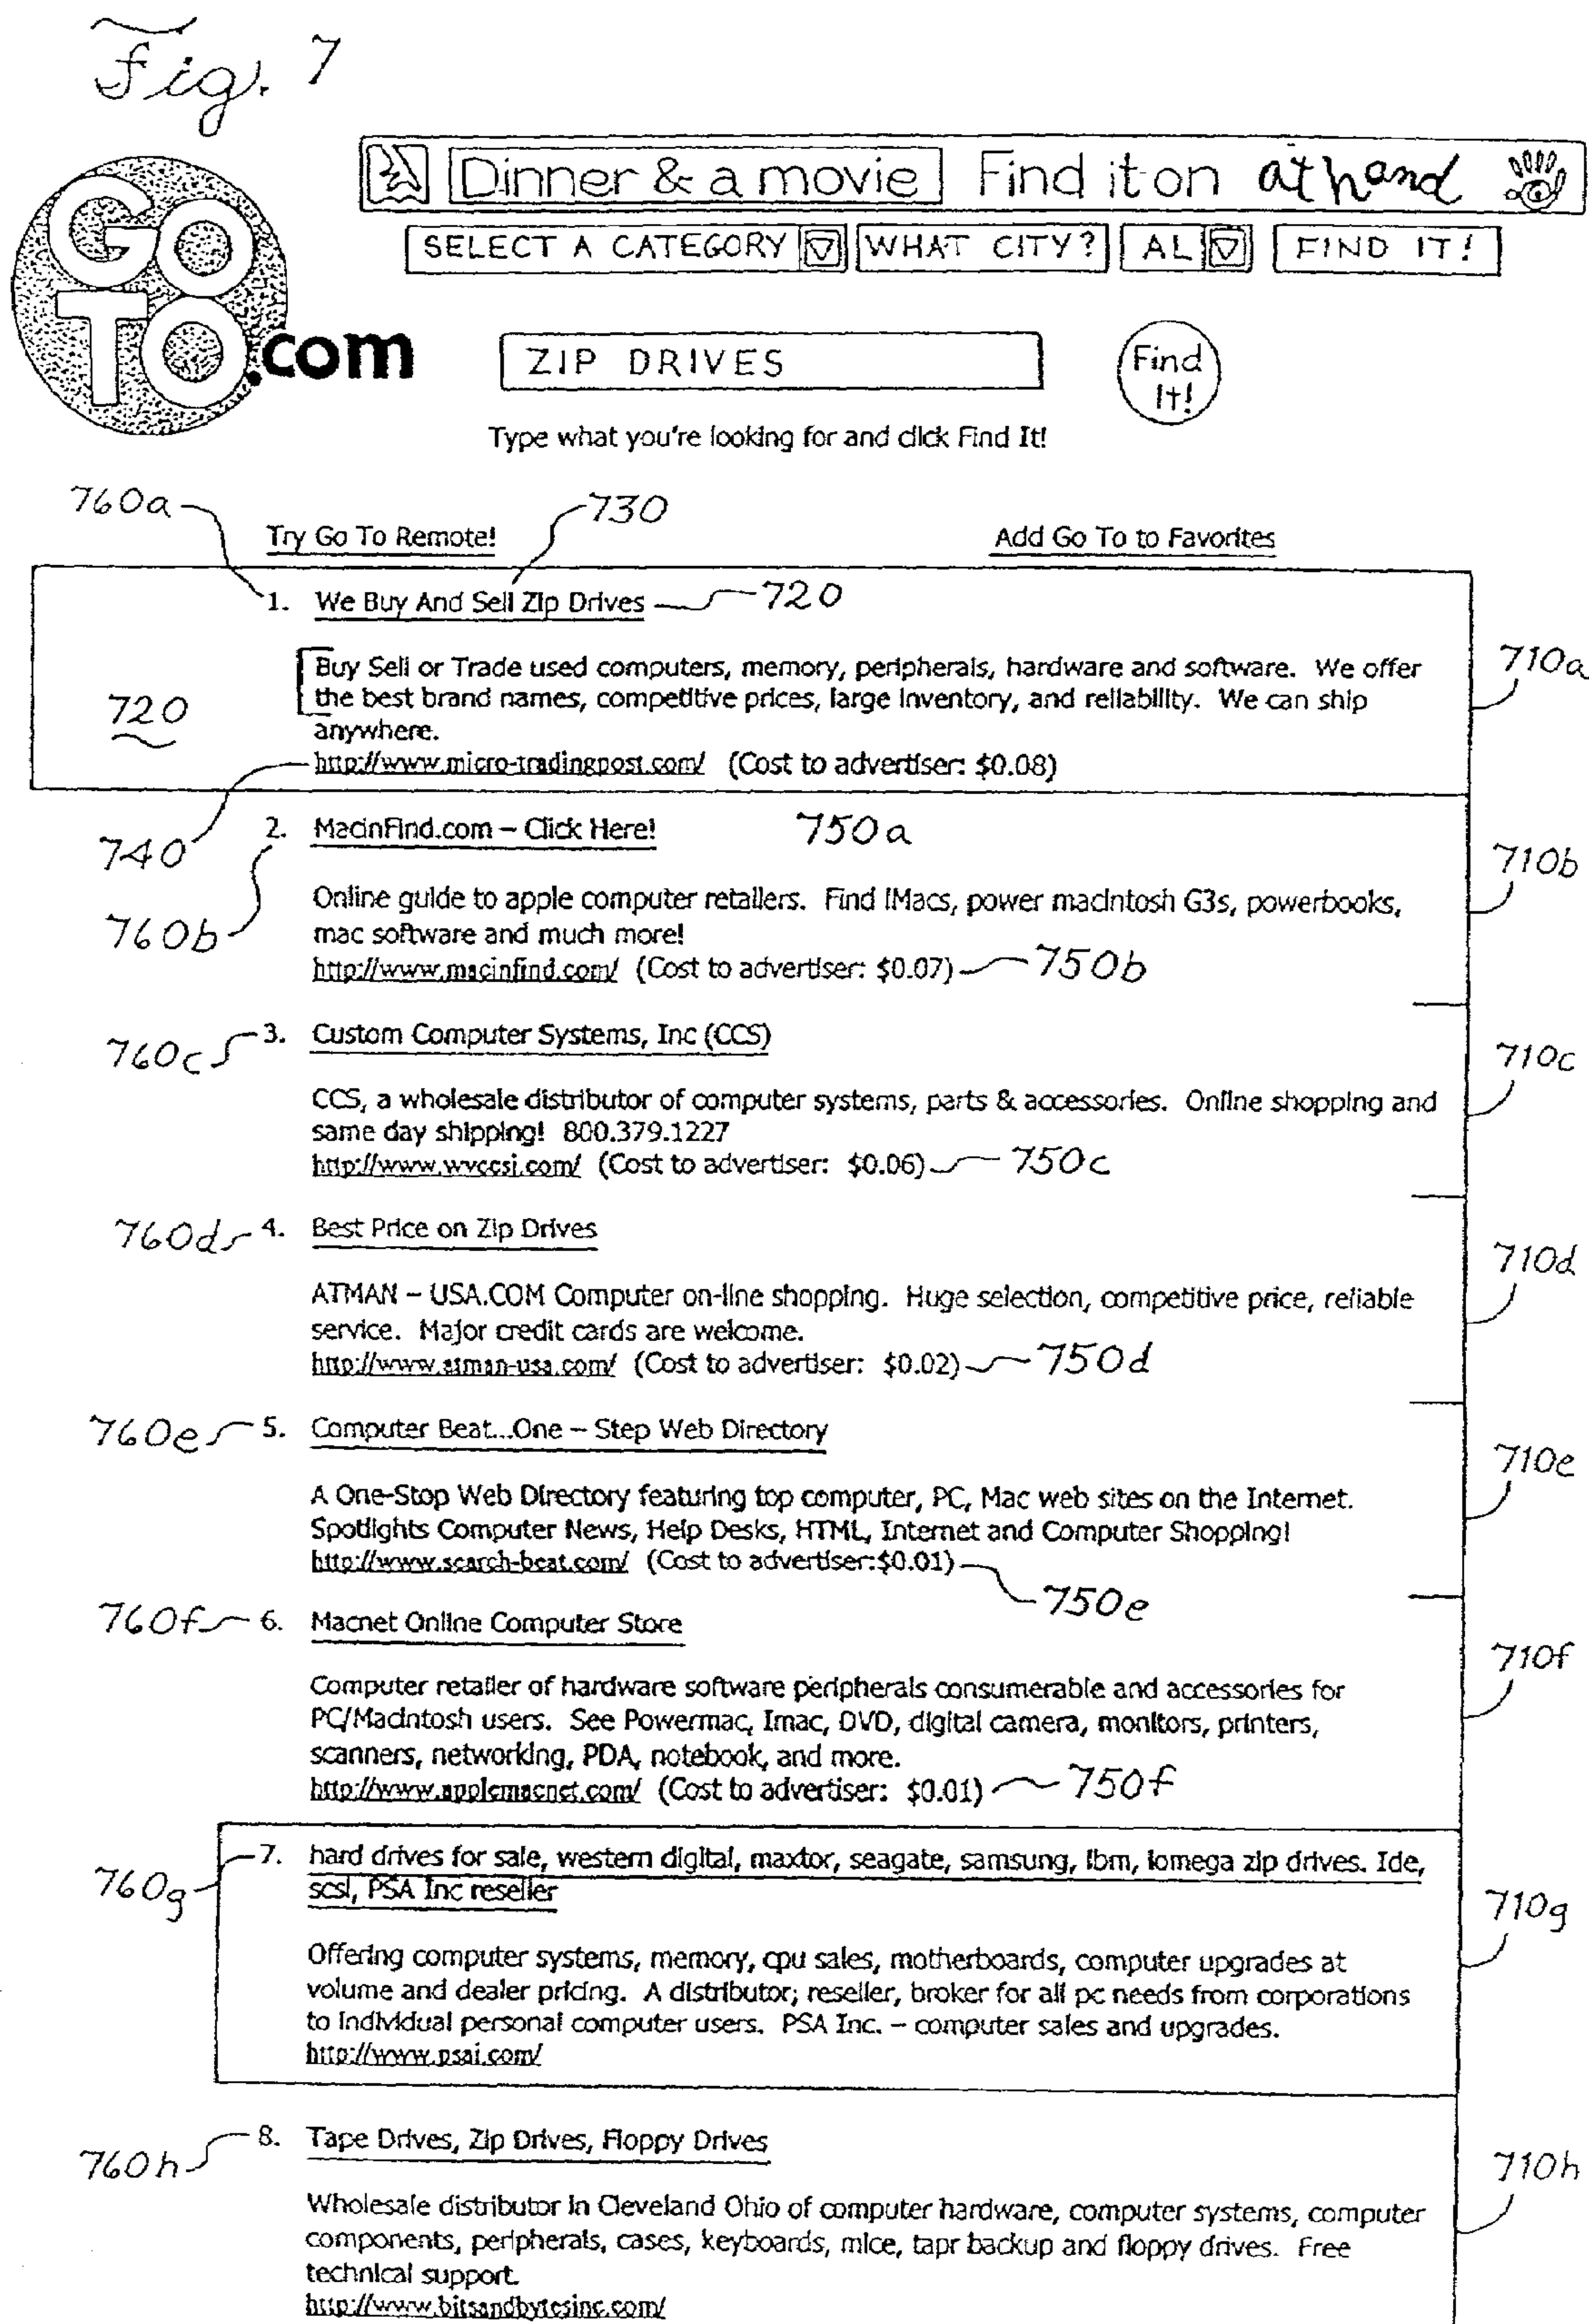 Fig. 7
GO
TO.com
Dinner & a movie Find it on at hand
SELECT A CATEGORY WHAT CITY? AL FIND IT!
ZIP DRIVES Find It!
Type what you're looking for and click Find It!
760a 730
Try Go To Remote! Add Go To to Favorites
1. We Buy And Sell Zip Drives 720
710a
Buy Sell or Trade used computers, memory, peripherals, hardware and software. We offer
720 the best brand names, competitive prices, large inventory, and reliability. We can ship
anywhere.
http://www.micro-tradingpost.com/ (Cost to advertiser: $0.08)
740 2. MacinFind.com – Click Here! 750a
710b
Online guide to apple computer retailers. Find iMacs, power macintosh G3s, powerbooks,
760b mac software and much more!
http://www.macinfind.com/ (Cost to advertiser: $0.07) 750b
760c 3. Custom Computer Systems, Inc (CCS)
710c
CCS, a wholesale distributor of computer systems, parts & accessories. Online shopping and
same day shipping! 800.379.1227
http://www.wvccsi.com/ (Cost to advertiser: $0.06) 750c
760d 4. Best Price on Zip Drives
710d
ATMAN – USA.COM Computer on-line shopping. Huge selection, competitive price, reliable
service. Major credit cards are welcome.
http://www.atman-usa.com/ (Cost to advertiser: $0.02) 750d
760e 5. Computer Beat...One – Step Web Directory
710e
A One-Stop Web Directory featuring top computer, PC, Mac web sites on the Internet.
Spotlights Computer News, Help Desks, HTML, Internet and Computer Shopping!
http://www.search-beat.com/ (Cost to advertiser:$0.01)
750e
760f 6. Macnet Online Computer Store
710f
Computer retailer of hardware software peripherals consumerable and accessories for
PC/Macintosh users. See Powermac, Imac, DVD, digital camera, monitors, printers,
scanners, networking, PDA, notebook, and more.
http://www.applemacnet.com/ (Cost to advertiser: $0.01) 750f
760g 7. hard drives for sale, western digital, maxtor, seagate, samsung, ibm, iomega zip drives. Ide,
scsi, PSA Inc reseller
710g
Offering computer systems, memory, cpu sales, motherboards, computer upgrades at
volume and dealer pricing. A distributor; reseller, broker for all pc needs from corporations
to individual personal computer users. PSA Inc. – computer sales and upgrades.
http://www.psai.com/
760h 8. Tape Drives, Zip Drives, Floppy Drives
710h
Wholesale distributor in Cleveland Ohio of computer hardware, computer systems, computer
components, peripherals, cases, keyboards, mice, tapr backup and floppy drives. Free
technical support.
http://www.bitsandbytesinc.com/